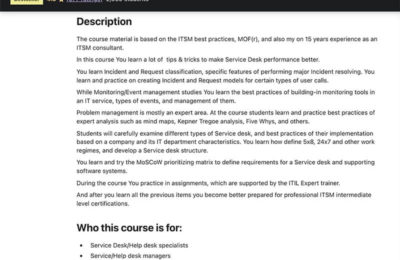 Description
The course material is based on the ITSM best practices, MOF(r), and also my on 15 years experience as an
ITSM consultant.
In this course You learn a lot of tips & tricks to make Service Desk performance better.
You learn Incident and Request classification, specific features of performing major Incident resolving. You
learn and practice on creating Incident and Request models for certain types of user calls.
While Monitoring/Event management studies You learn the best practices of building-in monitoring tools in
an IT service, types of events, and management of them.
Problem management is mostly an expert area. At the course students learn and practice best practices of
expert analysis such as mind maps, Kepner Tregoe analysis, Five Whys, and others.
Students will carefully examine different types of Service desk, and best practices of their implementation
based on a company and its IT department characteristics. You learn how define 5x8, 24x7 and other work
regimes, and develop a Service desk structure.
You learn and try the MoSCoW prioritizing matrix to define requirements for a Service desk and supporting
software systems.
During the course You practice in assignments, which are supported by the ITIL Expert trainer.
And after you learn all the previous items you become better prepared for professional ITSM intermediate
level certifications.
Who this course is for:
Service Desk/Help desk specialists
Service/Help desk managers